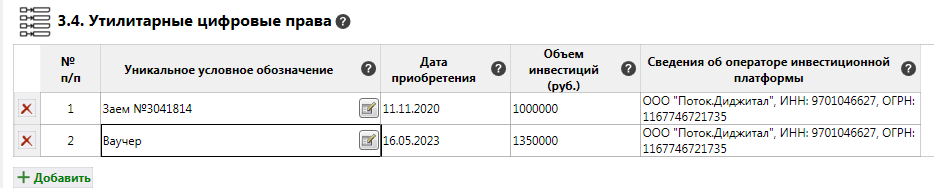 3.4. Утилитарные цифровые права ?
№
п/п
Уникальное условное обозначение ?
Дата
приобретения ?
Объем
инвестиций
(руб.) ?
Сведения об операторе инвестиционной
платформы ?
1 Заем №3041814 11.11.2020 1000000 ООО "Поток.Диджитал", ИНН: 9701046627, ОГРН:
1167746721735
2 Ваучер 16.05.2023 1350000 ООО "Поток.Диджитал", ИНН: 9701046627, ОГРН:
1167746721735
Добавить